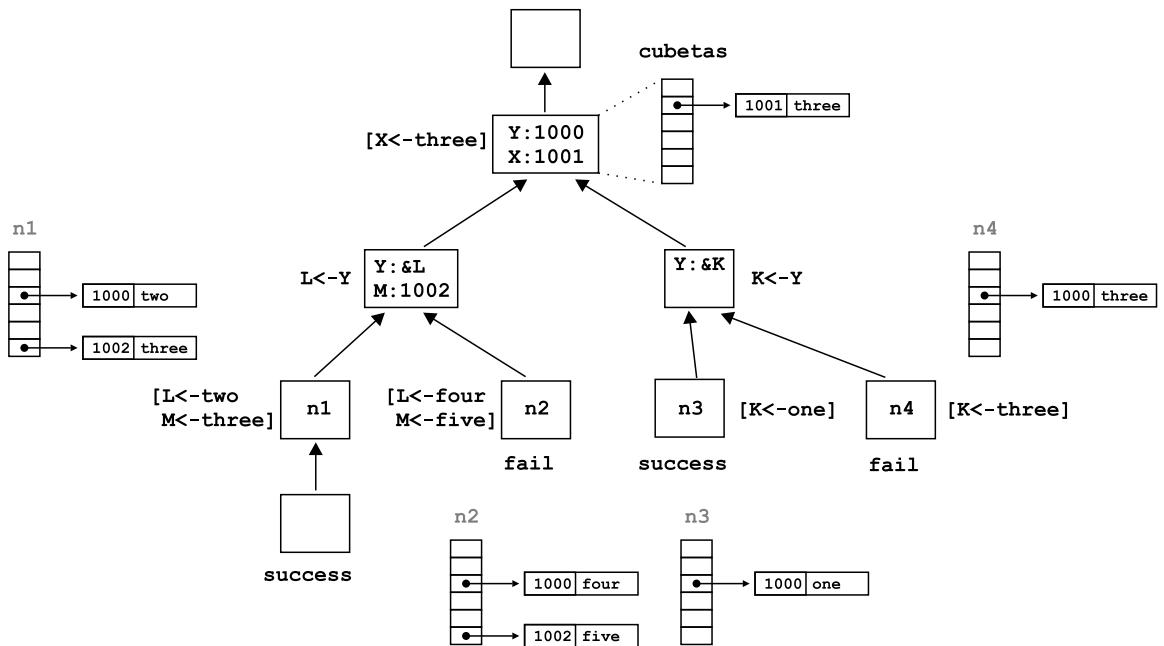 cubetas
1001 three
[X<-three]
Y:1000
X:1001
n1
n4
L<-Y
Y:&L
M:1002
Y:&K
K<-Y
1000 two
1000 three
1002 three
[L<-two
M<-three]
n1
[L<-four
M<-five]
n2
n3
[K<-one]
n4
[K<-three]
fail
success
fail
n2
n3
success
1000 four
1000 one
1002 five